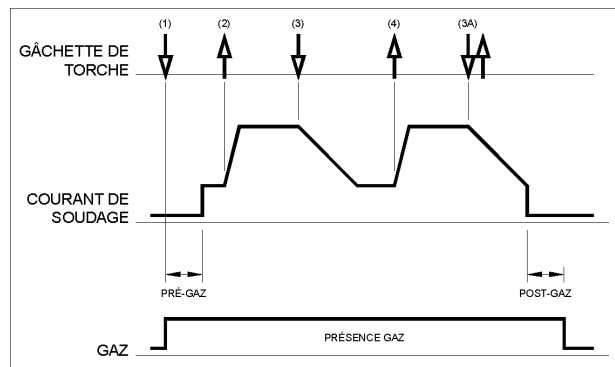 (1) (2) (3) (4) (3A)
GÂCHETTE DE
TORCHE
COURANT DE
SOUDAGE
PRÉ-GAZ POST-GAZ
PRÉSENCE GAZ
GAZ